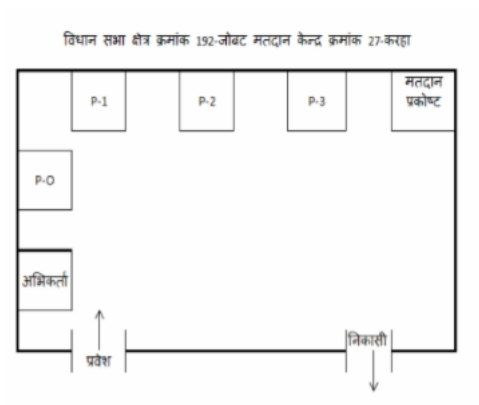 विधान सभा क्षेत्र क्रमांक 192-जोबट मतदान केन्द्र क्रमांक 27-करहा
P-1
P-2
P-3
मतदान
प्रकोष्ट
P-O
अभिकर्ता
प्रवेश
निकासी